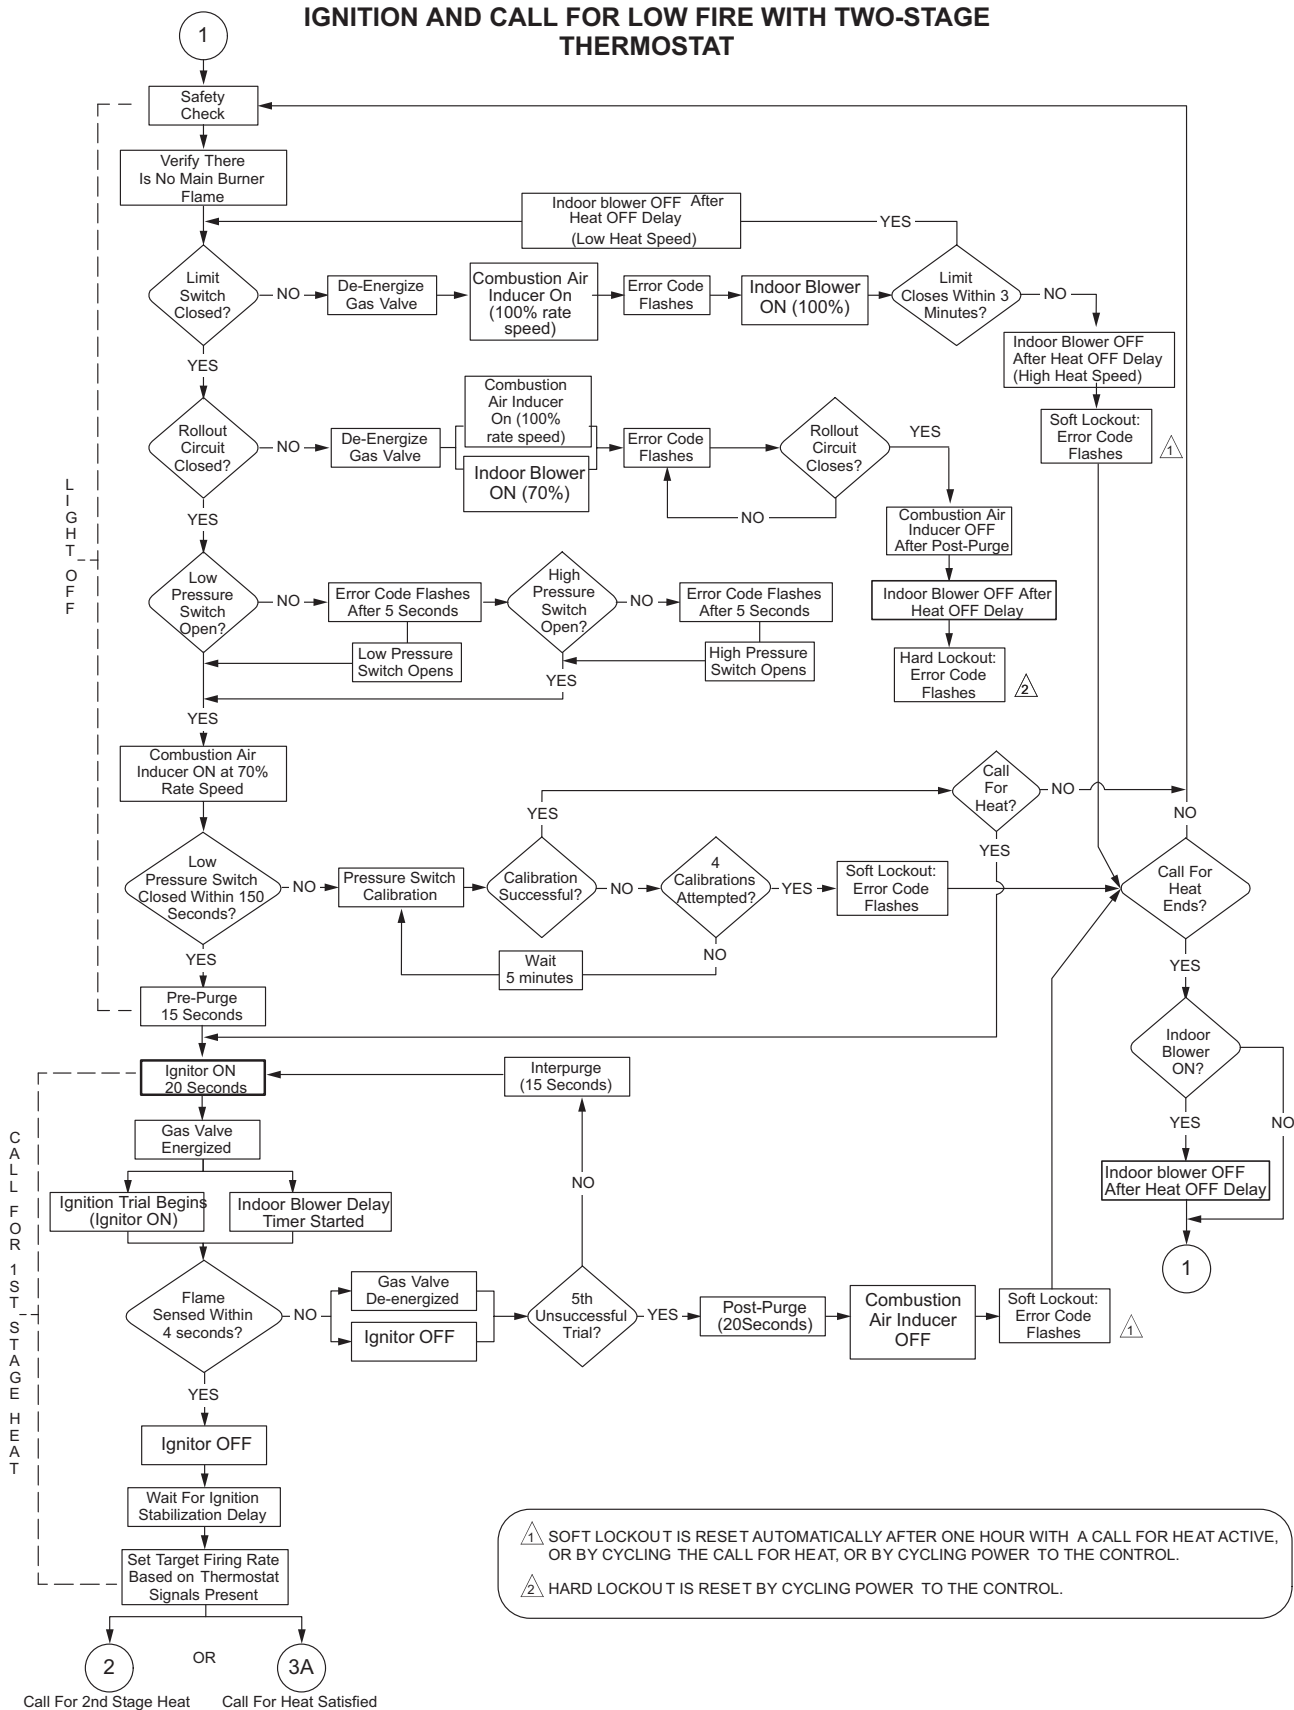 IGNITION AND CALL FOR LOW FIRE WITH TWO-STAGE
THERMOSTAT
1
Safety
Check
Verify There
Is No Main Burner
Flame
Indoor blower OFF After
Heat OFF Delay
(Low Heat Speed)
YES
Limit
Switch
Closed?
NO
De-Energize
Gas Valve
Combustion Air
Inducer On
(100% rate
speed)
Error Code
Flashes
Indoor Blower
ON (100%)
Limit
Closes Within 3
Minutes?
NO
Indoor Blower OFF
After Heat OFF Delay
(High Heat Speed)
Soft Lockout:
Error Code
Flashes
1
YES
Rollout
Circuit
Closed?
NO
De-Energize
Gas Valve
Combustion
Air Inducer
On (100%
rate speed)
Indoor Blower
ON (70%)
Error Code
Flashes
Rollout
Circuit
Closes?
YES
NO
Combustion Air
Inducer OFF
After Post-Purge
Indoor Blower OFF After
Heat OFF Delay
Hard Lockout:
Error Code
Flashes
2
LIGHT OFF
YES
Low
Pressure
Switch
Open?
NO
Error Code Flashes
After 5 Seconds
Low Pressure
Switch Opens
High
Pressure
Switch
Open?
NO
Error Code Flashes
After 5 Seconds
High Pressure
Switch Opens
YES
YES
Combustion Air
Inducer ON at 70%
Rate Speed
Low
Pressure Switch
Closed Within 150
Seconds?
NO
Pressure Switch
Calibration
Calibration
Successful?
YES
NO
4
Calibrations
Attempted?
YES
NO
Wait
5 minutes
Soft Lockout:
Error Code
Flashes
Call
For
Heat?
NO
YES
NO
Call For
Heat
Ends?
YES
Indoor
Blower
ON?
YES
NO
Indoor blower OFF
After Heat OFF Delay
1
YES
Pre-Purge
15 Seconds
Ignitor ON
20 Seconds
Interpurge
(15 Seconds)
Gas Valve
Energized
Ignition Trial Begins
(Ignitor ON)
Indoor Blower Delay
Timer Started
CALL FOR 1ST STAGE HEAT
Flame
Sensed Within
4 seconds?
NO
Gas Valve
De-energized
Ignitor OFF
5th
Unsuccessful
Trial?
NO
YES
Post-Purge
(20Seconds)
Combustion
Air Inducer
OFF
Soft Lockout:
Error Code
Flashes
1
YES
Ignitor OFF
Wait For Ignition
Stabilization Delay
Set Target Firing Rate
Based on Thermostat
Signals Present
2
OR
3A
Call For 2nd Stage Heat
Call For Heat Satisfied
1 SOFT LOCKOUT IS RESET AUTOMATICALLY AFTER ONE HOUR WITH A CALL FOR HEAT ACTIVE,
OR BY CYCLING THE CALL FOR HEAT, OR BY CYCLING POWER TO THE CONTROL.
2 HARD LOCKOUT IS RESET BY CYCLING POWER TO THE CONTROL.